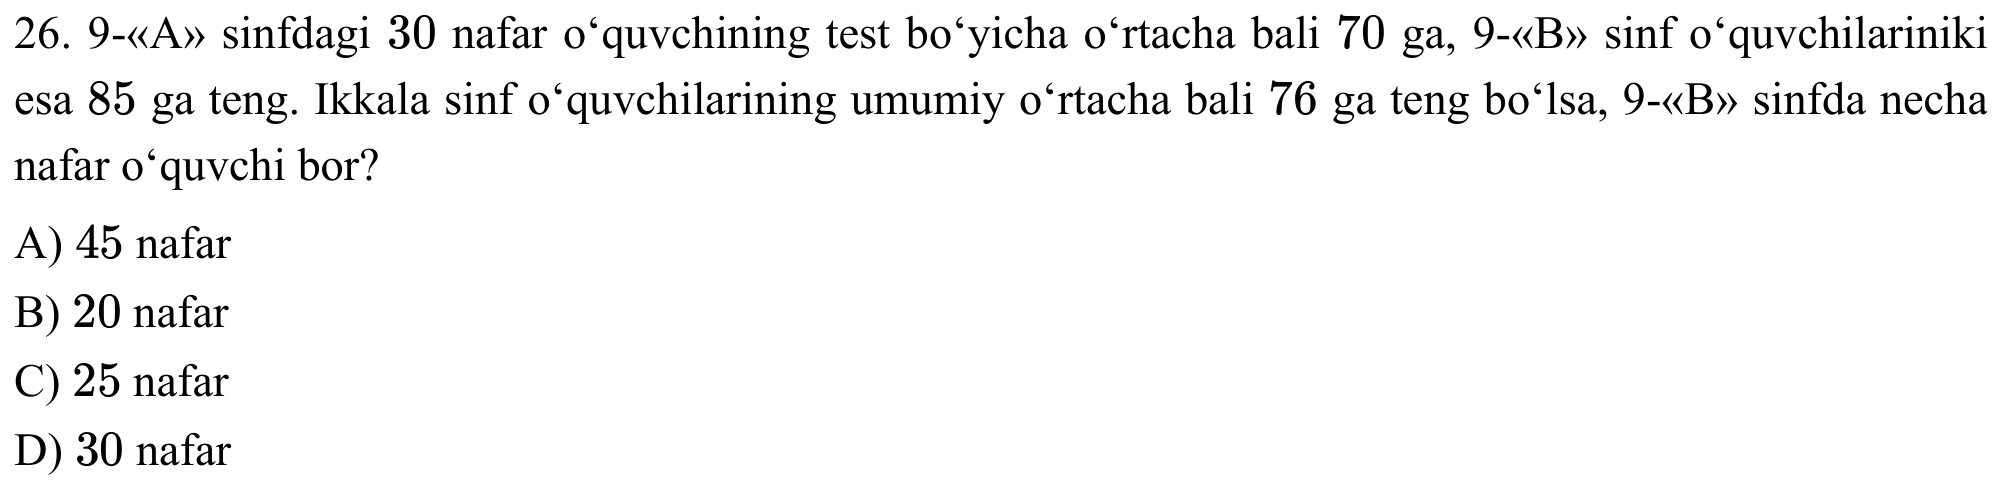 26. 9-«A» sinfdagi 30 nafar o‘quvchining test bo‘yicha o‘rtacha bali 70 ga, 9-«B» sinf o‘quvchilariniki
esa 85 ga teng. Ikkala sinf o‘quvchilarining umumiy o‘rtacha bali 76 ga teng bo‘lsa, 9-«B» sinfda necha
nafar o‘quvchi bor?
A) 45 nafar
B) 20 nafar
C) 25 nafar
D) 30 nafar